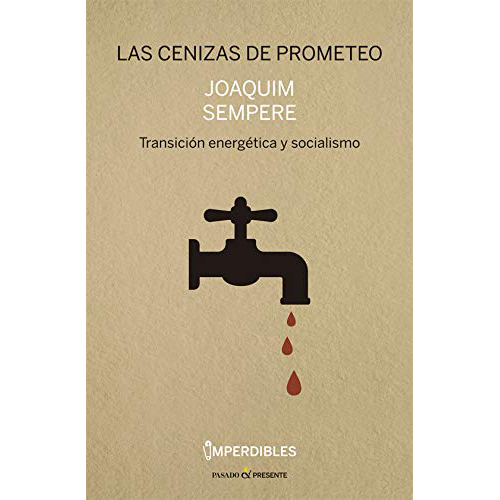 LAS CENIZAS DE PROMETEO
JOAQUIM
SEMPERE
Transición energética y socialismo
IMPERDIBLES
PASADO & PRESENTE